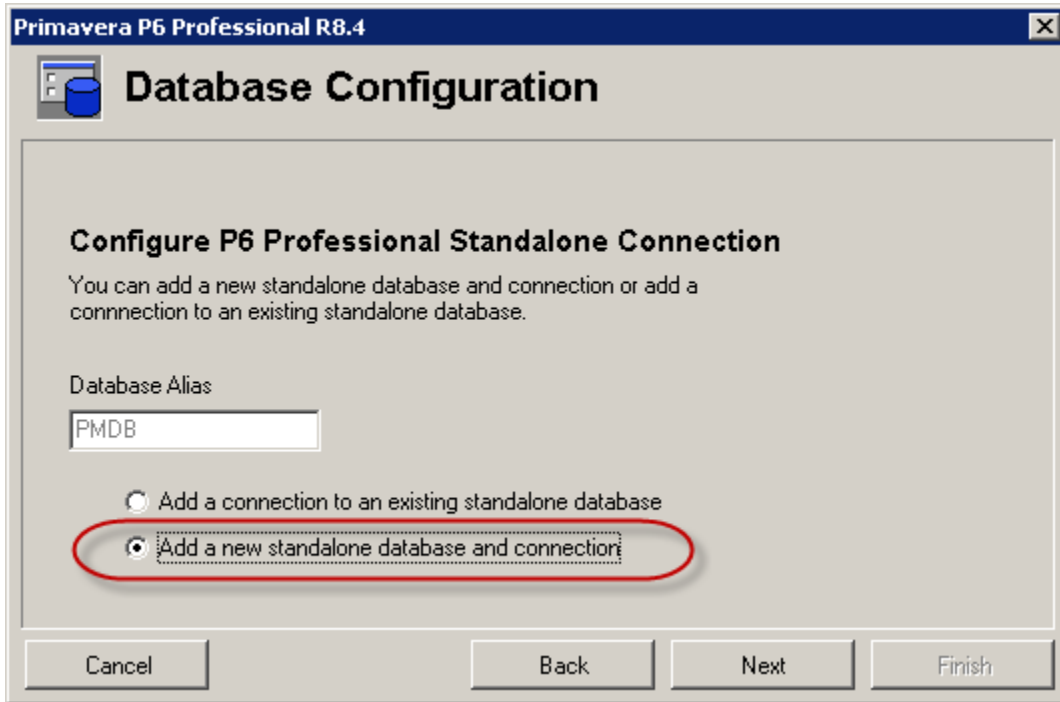 Primavera P6 Professional R8.4
Database Configuration
Configure P6 Professional Standalone Connection
You can add a new standalone database and connection or add a
connnection to an existing standalone database.
Database Alias
PMDB
Add a connection to an existing standalone database
Add a new standalone database and connection
Cancel
Back
Next
Finish